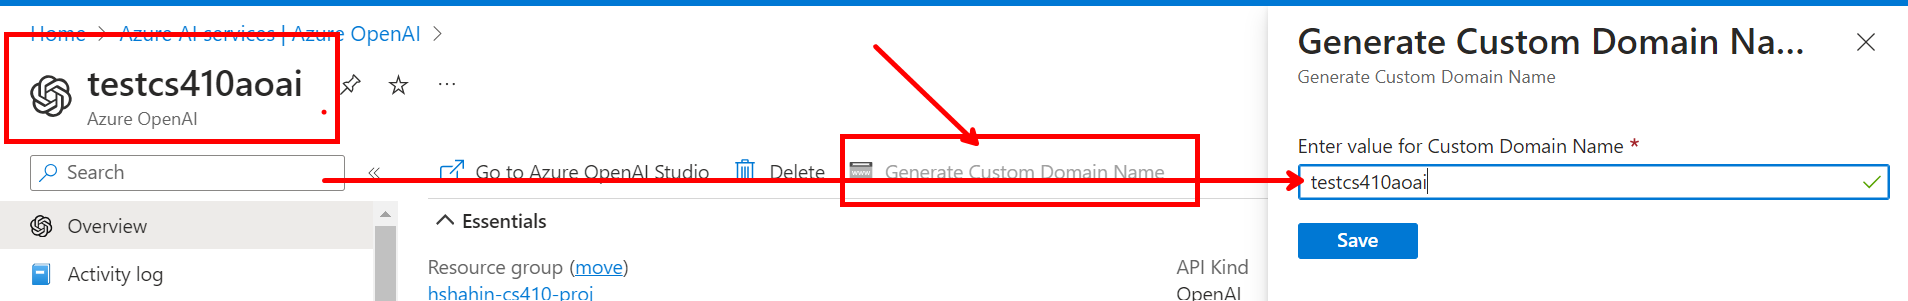 Home > Azure AI services | Azure OpenAI >
testcs410aoai
Azure OpenAI
Search
Overview
Activity log
Go to Azure OpenAI Studio Delete Generate Custom Domain Name
Essentials
Resource group (move)
hshahin-cs410-proj
API Kind
OpenAI
Generate Custom Domain Na...
Generate Custom Domain Name
Enter value for Custom Domain Name *
testcs410aoai
Save